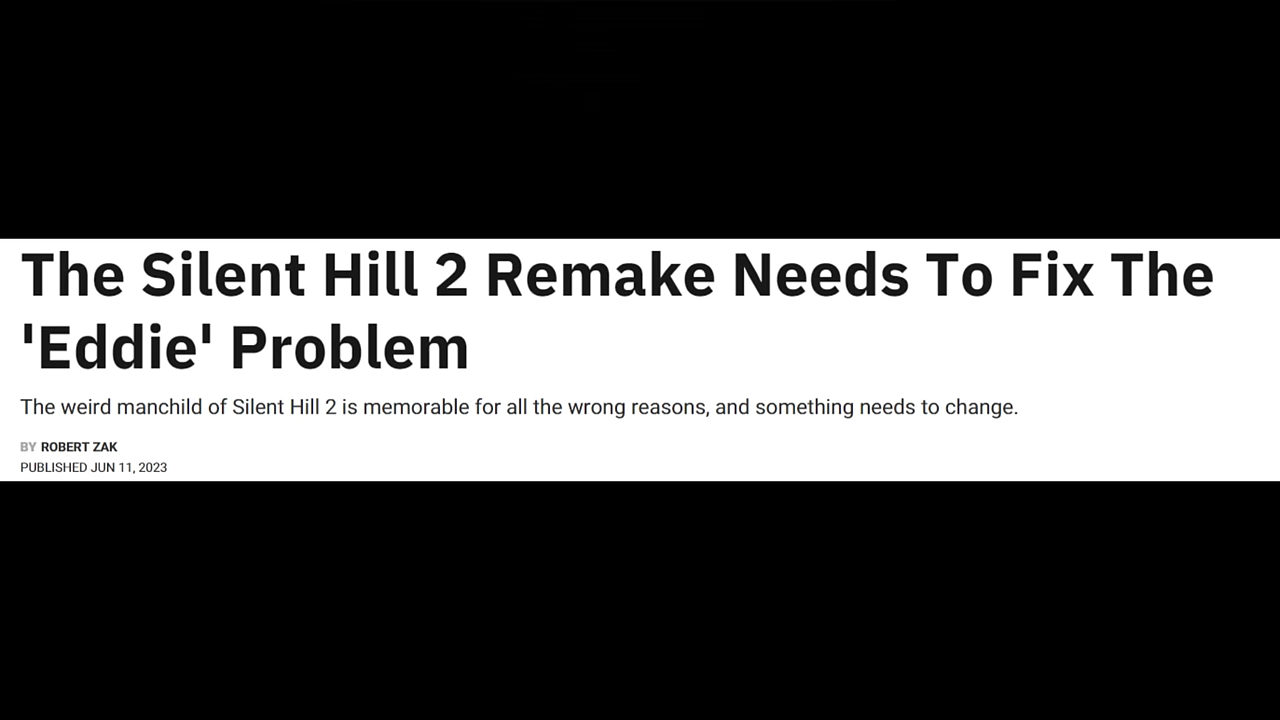 The Silent Hill 2 Remake Needs To Fix The
'Eddie' Problem
The weird manchild of Silent Hill 2 is memorable for all the wrong reasons, and something needs to change.
BY ROBERT ZAK
PUBLISHED JUN 11, 2023